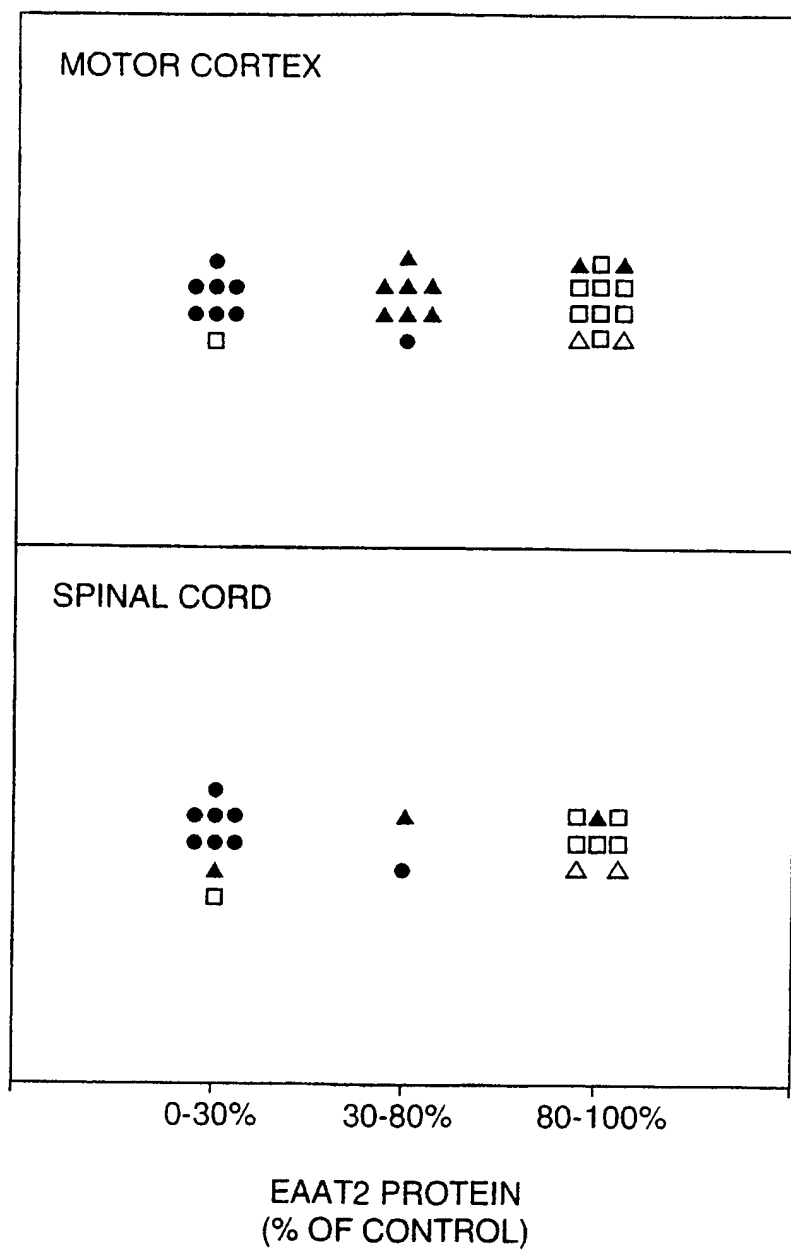 MOTOR CORTEX
SPINAL CORD
0-30% 30-80% 80-100%
EAAT2 PROTEIN
(% OF CONTROL)